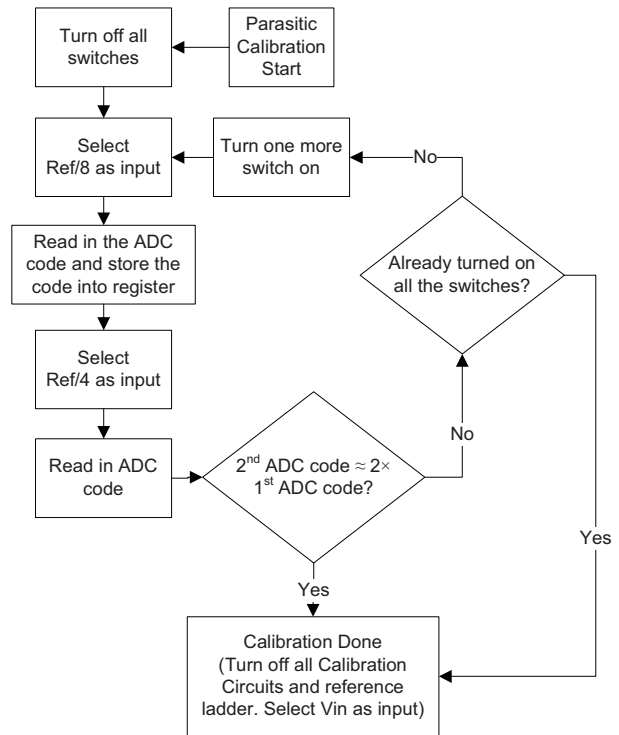 Turn off all
switches
Parasitic
Calibration
Start
Select
Ref/8 as input
Turn one more
switch on
No
Read in the ADC
code and store the
code into register
Already turned on
all the switches?
Select
Ref/4 as input
No
Read in ADC
code
2nd ADC code ≈ 2×
1st ADC code?
Yes
Yes
Calibration Done
(Turn off all Calibration
Circuits and reference
ladder. Select Vin as input)